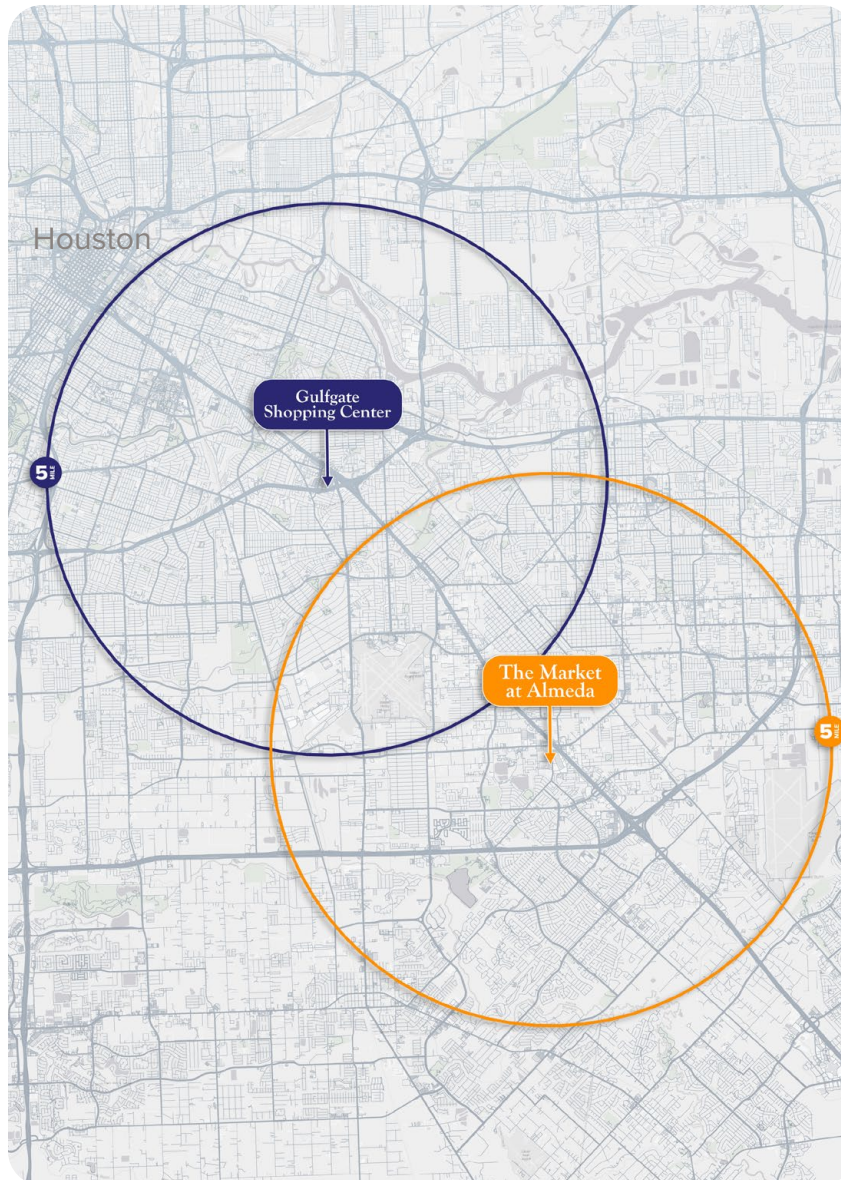 Houston
Gulfgate
Shopping Center
5
MILE
The Market
at Almeda
5
MILE